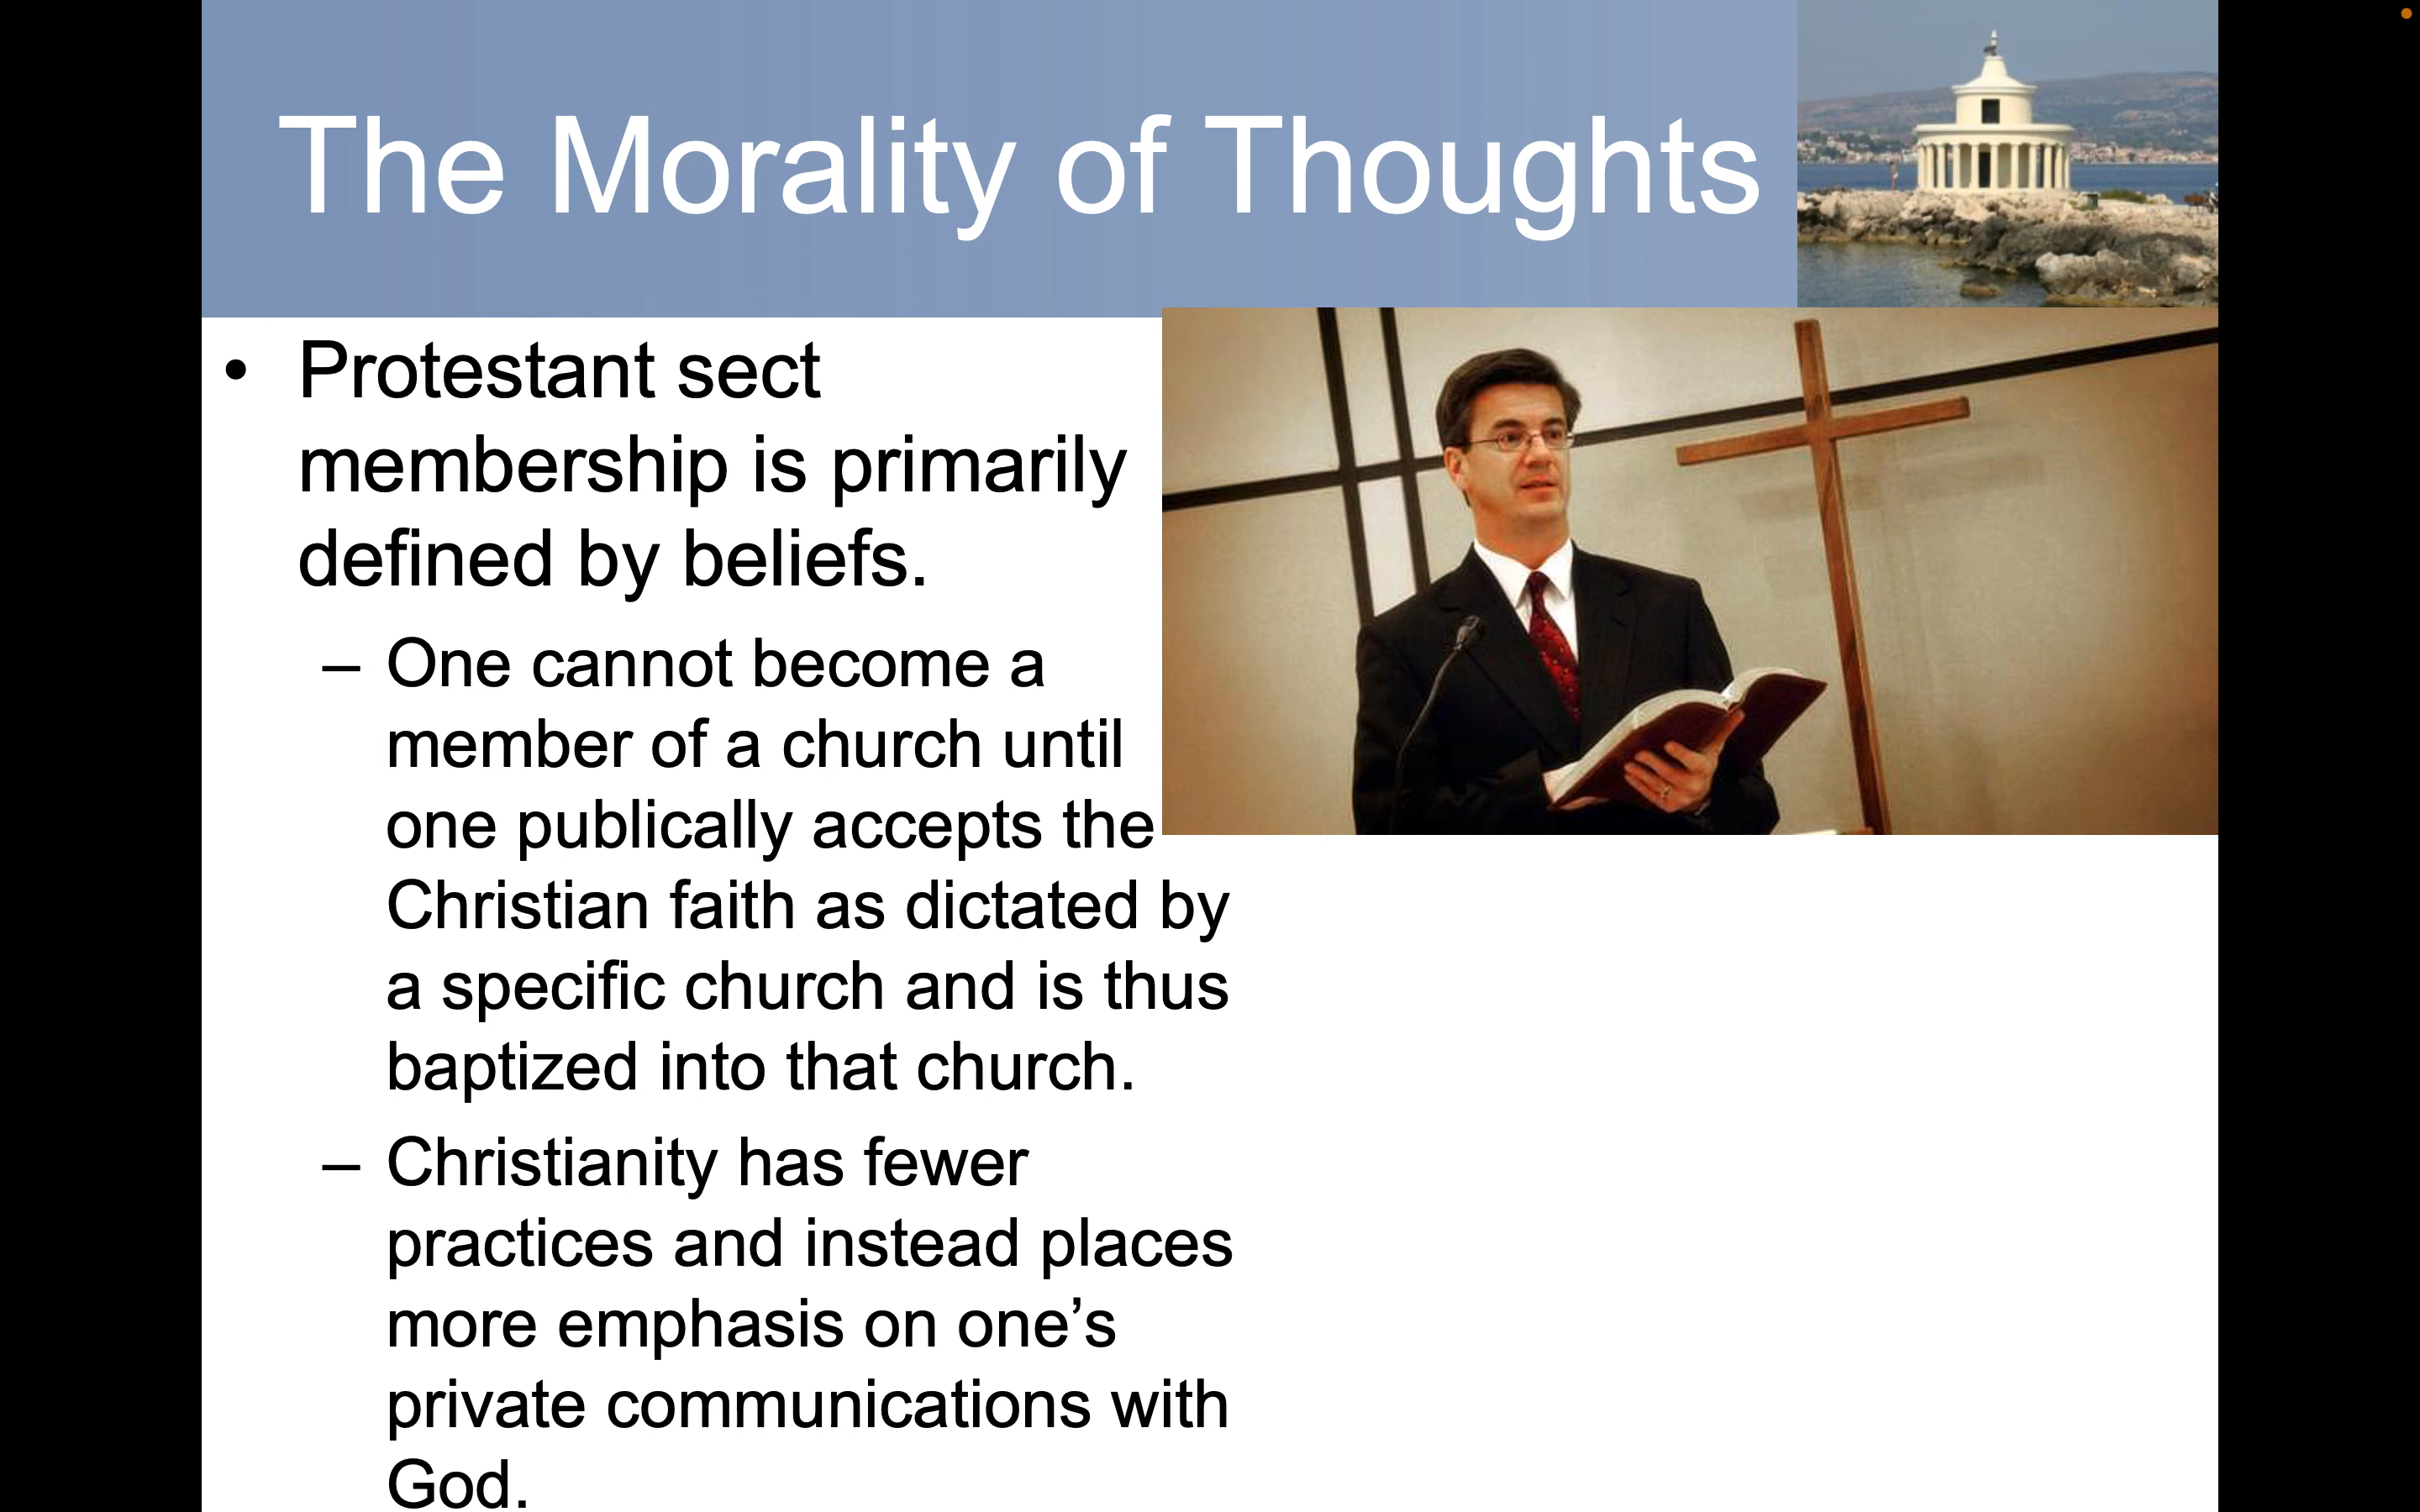 The Morality of Thoughts
• Protestant sect
membership is primarily
defined by beliefs.
– One cannot become a
member of a church until
one publically accepts the
Christian faith as dictated by
a specific church and is thus
baptized into that church.
– Christianity has fewer
practices and instead places
more emphasis on one’s
private communications with
God.